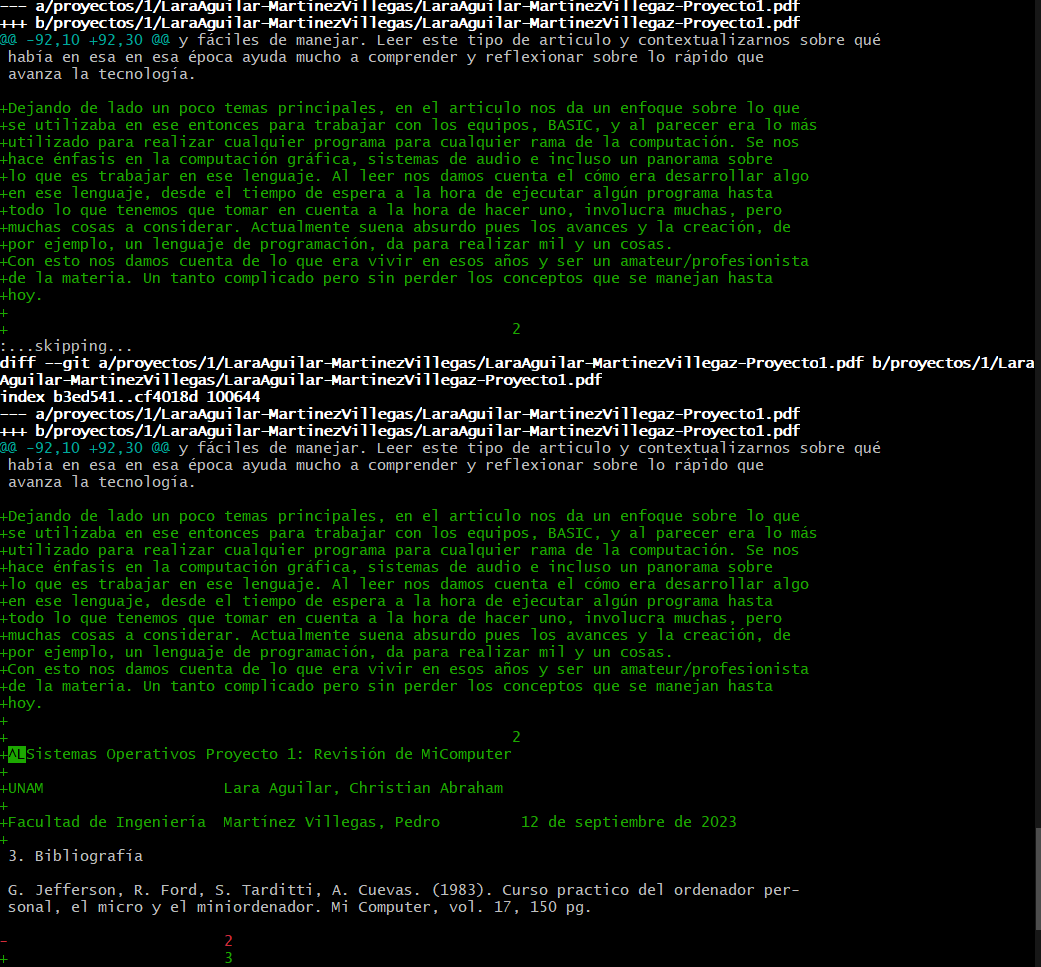 --- a/proyectos/1/LaraAguilar-MartinezVillegas/LaraAguilar-MartinezVillegaz-Proyecto1.pdf
+++ b/proyectos/1/LaraAguilar-MartinezVillegas/LaraAguilar-MartinezVillegaz-Proyecto1.pdf
@@ -92,10 +92,30 @@ y fáciles de manejar. Leer este tipo de articulo y contextualizarnos sobre qué
 había en esa en esa época ayuda mucho a comprender y reflexionar sobre lo rápido que
 avanza la tecnología.

+Dejando de lado un poco temas principales, en el articulo nos da un enfoque sobre lo que
+se utilizaba en ese entonces para trabajar con los equipos, BASIC, y al parecer era lo más
+utilizado para realizar cualquier programa para cualquier rama de la computación. Se nos
+hace énfasis en la computación gráfica, sistemas de audio e incluso un panorama sobre
+lo que es trabajar en ese lenguaje. Al leer nos damos cuenta el cómo era desarrollar algo
+en ese lenguaje, desde el tiempo de espera a la hora de ejecutar algún programa hasta
+todo lo que tenemos que tomar en cuenta a la hora de hacer uno, involucra muchas, pero
+muchas cosas a considerar. Actualmente suena absurdo pues los avances y la creación, de
+por ejemplo, un lenguaje de programación, da para realizar mil y un cosas.
+Con esto nos damos cuenta de lo que era vivir en esos años y ser un amateur/profesionista
+de la materia. Un tanto complicado pero sin perder los conceptos que se manejan hasta
+hoy.
+
+ 2
:...skipping...
diff --git a/proyectos/1/LaraAguilar-MartinezVillegas/LaraAguilar-MartinezVillegaz-Proyecto1.pdf b/proyectos/1/Lara
Aguilar-MartinezVillegas/LaraAguilar-MartinezVillegaz-Proyecto1.pdf
index b3ed541..cf4018d 100644
--- a/proyectos/1/LaraAguilar-MartinezVillegas/LaraAguilar-MartinezVillegaz-Proyecto1.pdf
+++ b/proyectos/1/LaraAguilar-MartinezVillegas/LaraAguilar-MartinezVillegaz-Proyecto1.pdf
@@ -92,10 +92,30 @@ y fáciles de manejar. Leer este tipo de articulo y contextualizarnos sobre qué
 había en esa en esa época ayuda mucho a comprender y reflexionar sobre lo rápido que
 avanza la tecnología.

+Dejando de lado un poco temas principales, en el articulo nos da un enfoque sobre lo que
+se utilizaba en ese entonces para trabajar con los equipos, BASIC, y al parecer era lo más
+utilizado para realizar cualquier programa para cualquier rama de la computación. Se nos
+hace énfasis en la computación gráfica, sistemas de audio e incluso un panorama sobre
+lo que es trabajar en ese lenguaje. Al leer nos damos cuenta el cómo era desarrollar algo
+en ese lenguaje, desde el tiempo de espera a la hora de ejecutar algún programa hasta
+todo lo que tenemos que tomar en cuenta a la hora de hacer uno, involucra muchas, pero
+muchas cosas a considerar. Actualmente suena absurdo pues los avances y la creación, de
+por ejemplo, un lenguaje de programación, da para realizar mil y un cosas.
+Con esto nos damos cuenta de lo que era vivir en esos años y ser un amateur/profesionista
+de la materia. Un tanto complicado pero sin perder los conceptos que se manejan hasta
+hoy.
+
+ 2
+^LSistemas Operativos Proyecto 1: Revisión de MiComputer
+
+UNAM Lara Aguilar, Christian Abraham
+
+Facultad de Ingeniería Martínez Villegas, Pedro 12 de septiembre de 2023
+
 3. Bibliografía

 G. Jefferson, R. Ford, S. Tarditti, A. Cuevas. (1983). Curso practico del ordenador per-
 sonal, el micro y el miniordenador. Mi Computer, vol. 17, 150 pg.

- 2
+ 3